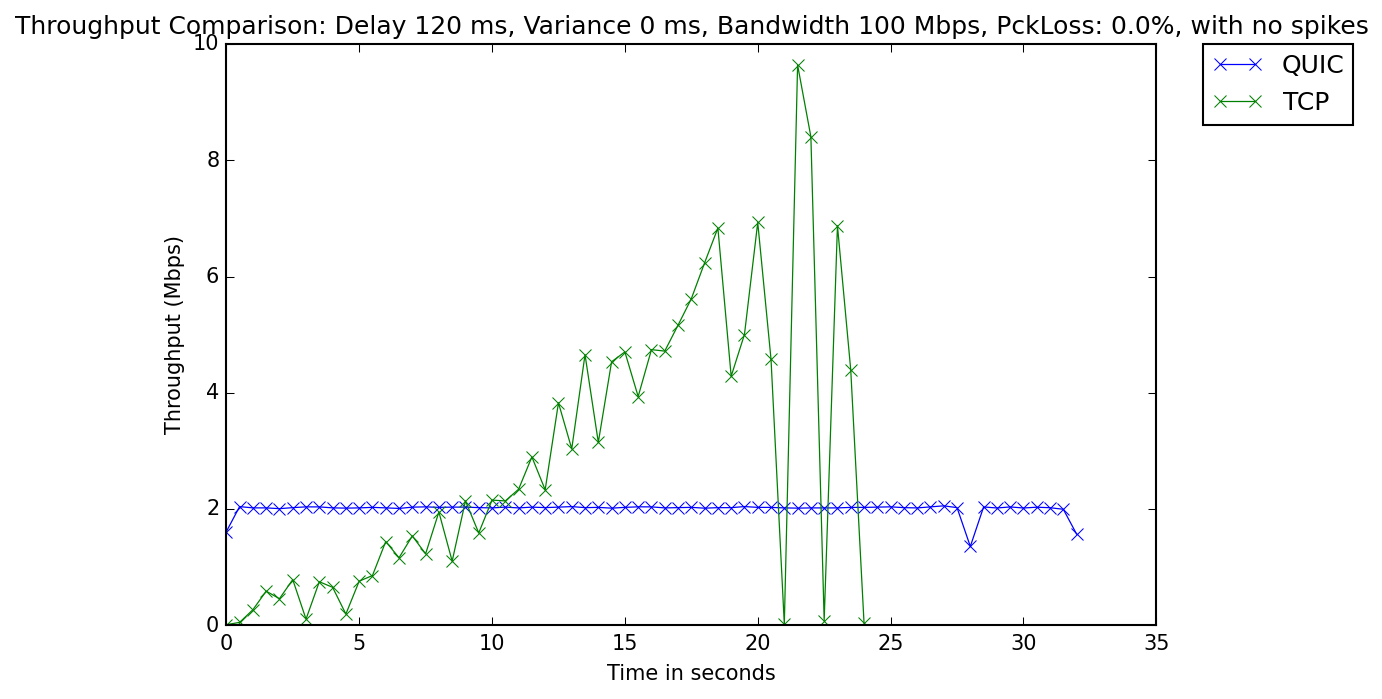 Throughput Comparison: Delay 120 ms, Variance 0 ms, Bandwidth 100 Mbps, PckLoss: 0.0%, with no spikes
QUIC
TCP
Throughput (Mbps)
10
8
6
4
2
0
0 5 10 15 20 25 30 35
Time in seconds